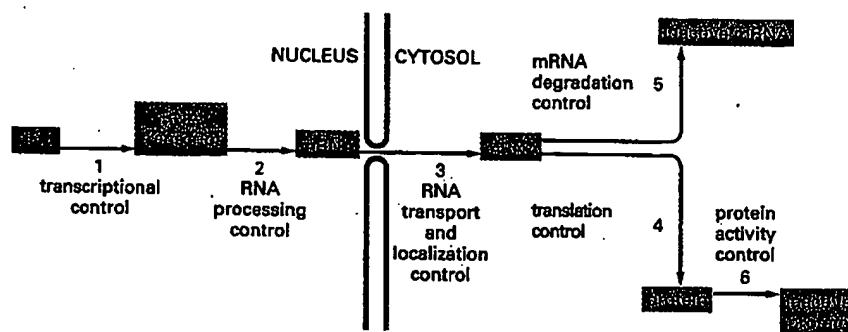 NUCLEUS
CYTOSOL
1
transcriptional
control
2
RNA
processing
control
3
RNA
transport
and
localization
control
mRNA
degradation
control
5
translation
control
4
protein
activity
control
6